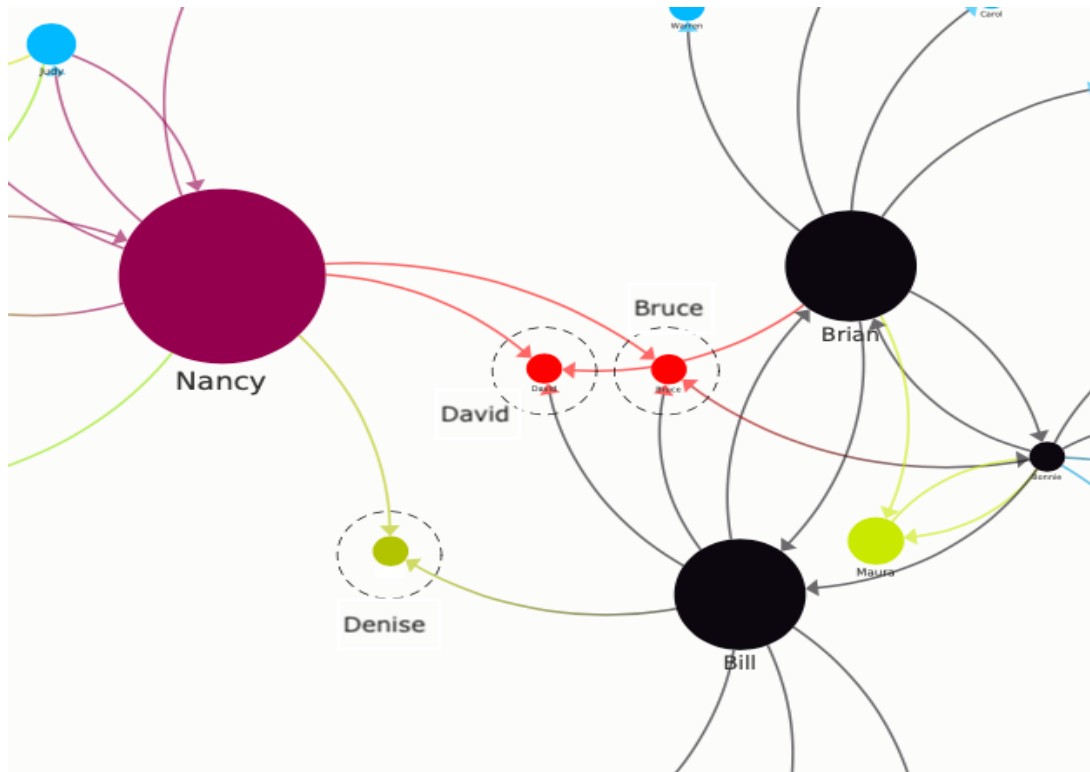 Warren
Carol
Judy
Bruce
Brian
Nancy
David
Bruce
David
Bonnie
Maura
Denise
Bill